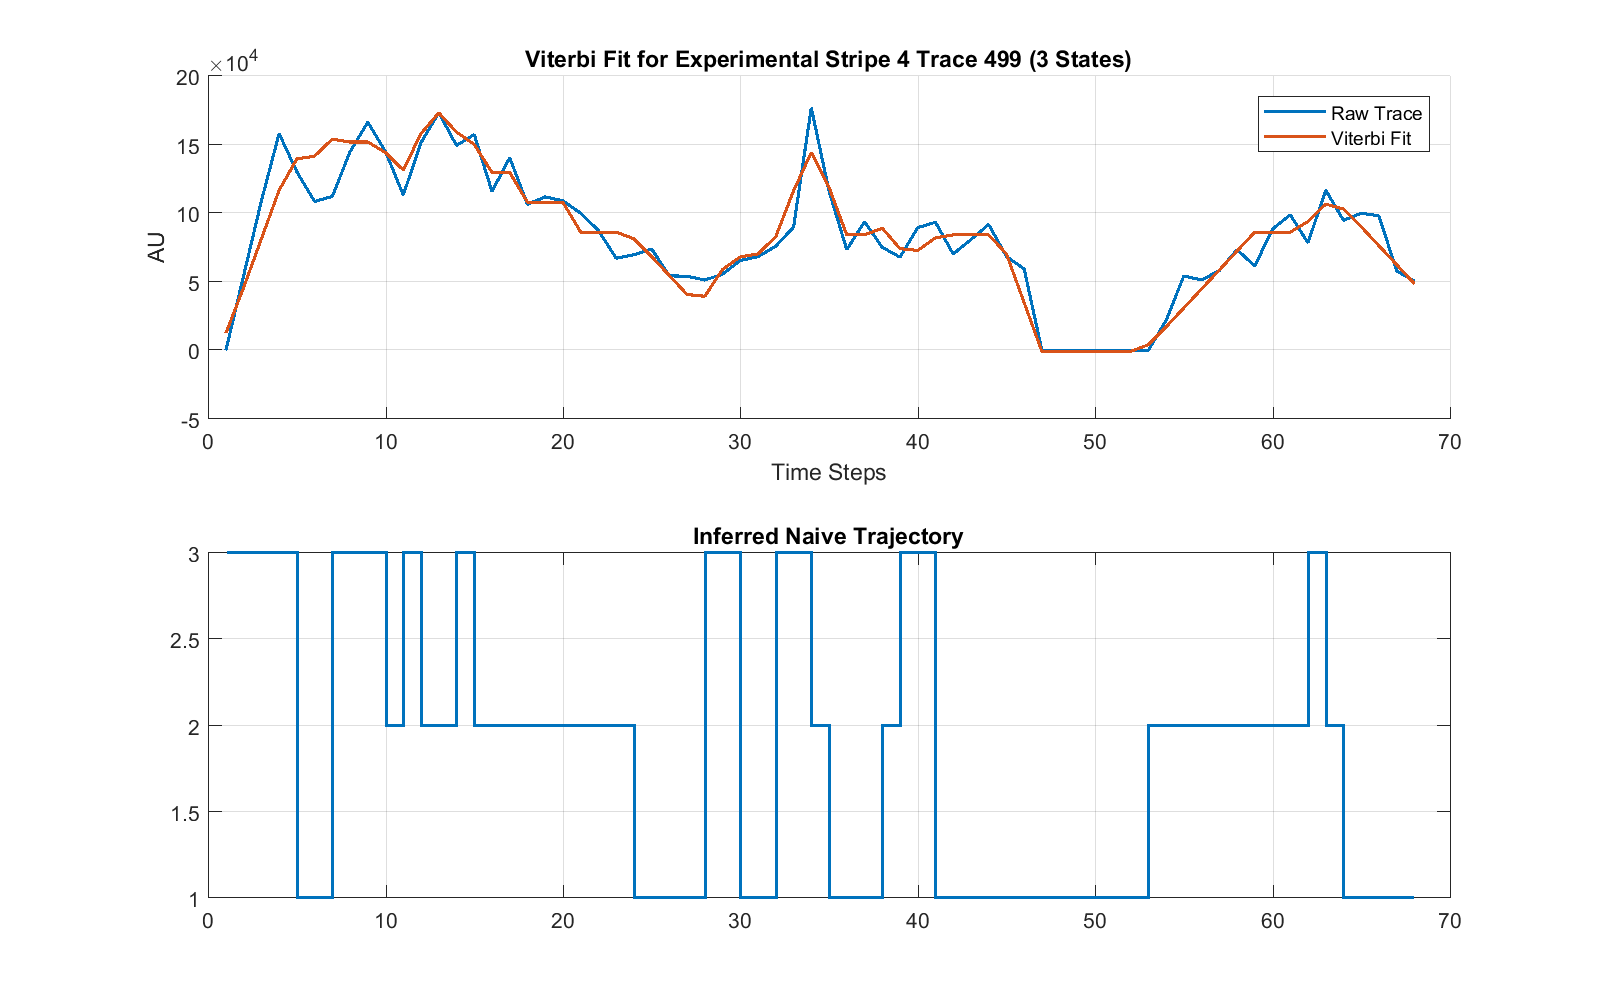 Viterbi Fit for Experimental Stripe 4 Trace 499 (3 States)
×10⁴
20
15
10
5
0
-5
AU
Raw Trace
Viterbi Fit
0 10 20 30 40 50 60 70
Time Steps
Inferred Naive Trajectory
3
2.5
2
1.5
1
0 10 20 30 40 50 60 70